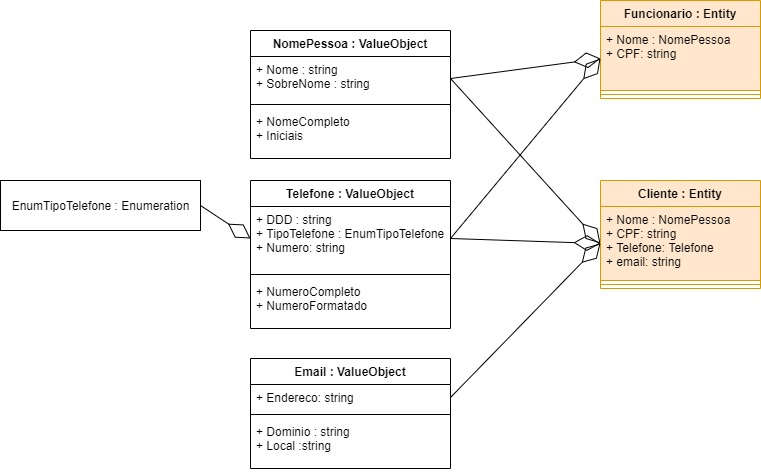 NomePessoa : ValueObject
+ Nome : string
+ SobreNome : string
+ NomeCompleto
+ Iniciais
Funcionario : Entity
+ Nome : NomePessoa
+ CPF: string
EnumTipoTelefone : Enumeration
Telefone : ValueObject
+ DDD : string
+ TipoTelefone : EnumTipoTelefone
+ Numero: string
+ NumeroCompleto
+ NumeroFormatado
Cliente : Entity
+ Nome : NomePessoa
+ CPF: string
+ Telefone: Telefone
+ email: string
Email : ValueObject
+ Endereco: string
+ Dominio : string
+ Local :string